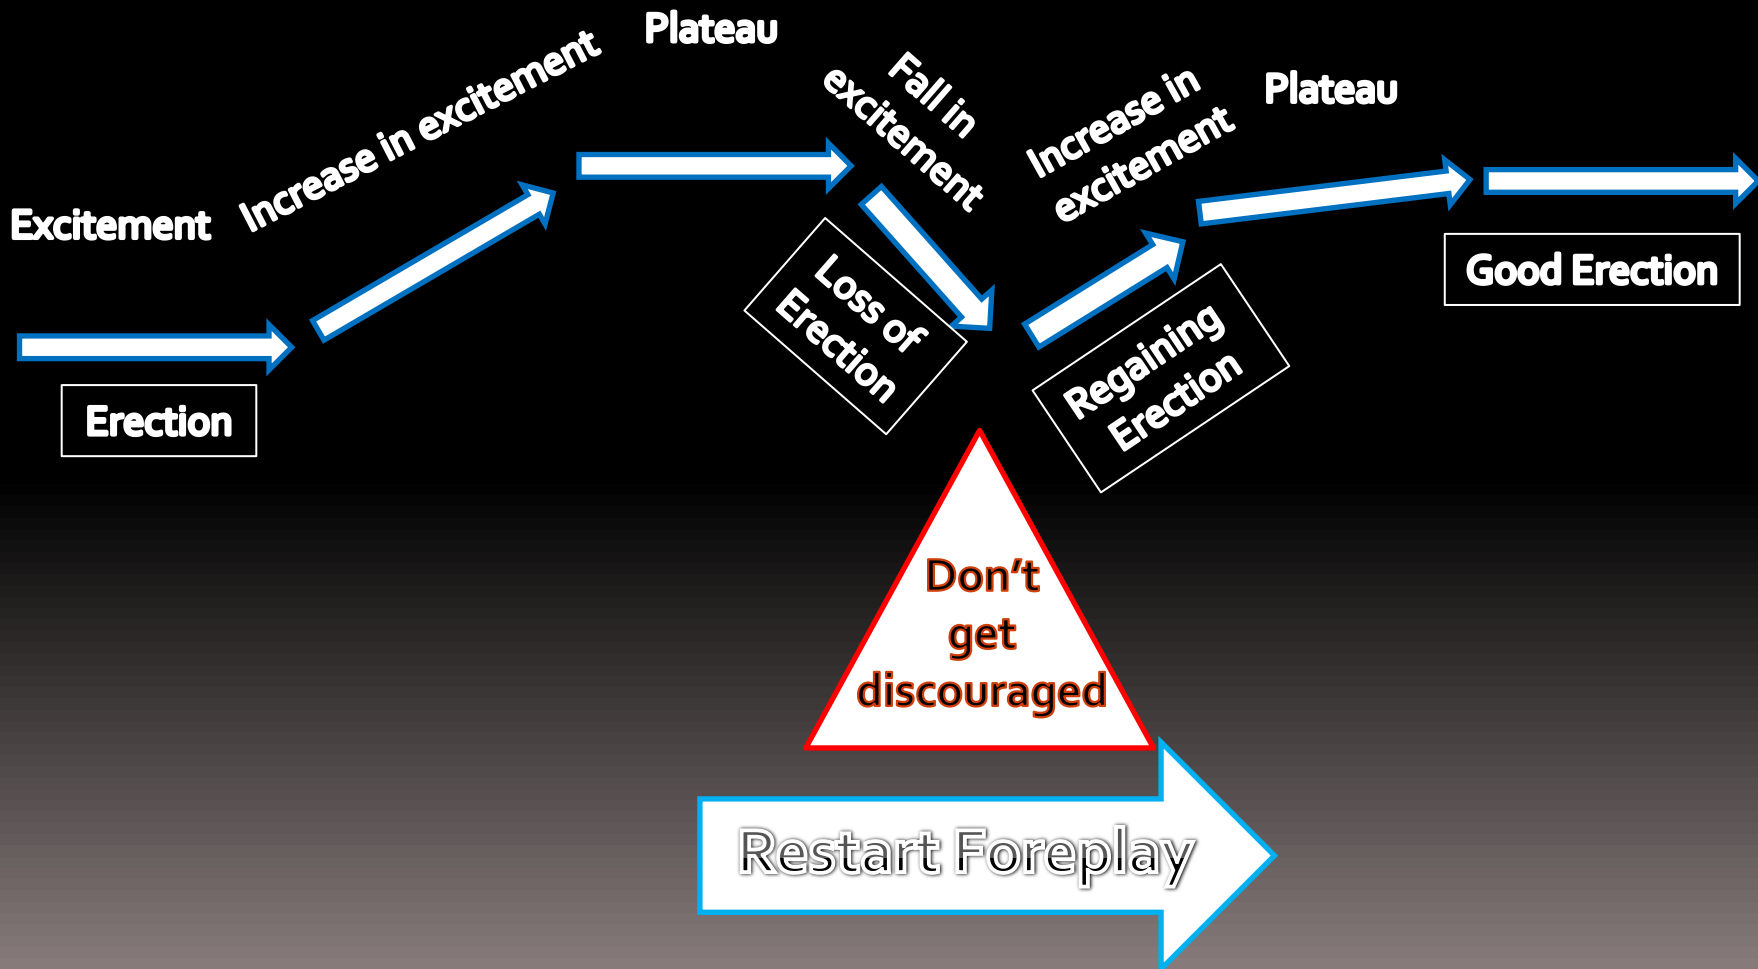 Plateau
Increase in excitement
Excitement
Erection
Fall in
excitement
Loss of
Erection
Increase in
excitement
Regaining
Erection
Plateau
Good Erection
Don’t
get
discouraged
Restart Foreplay